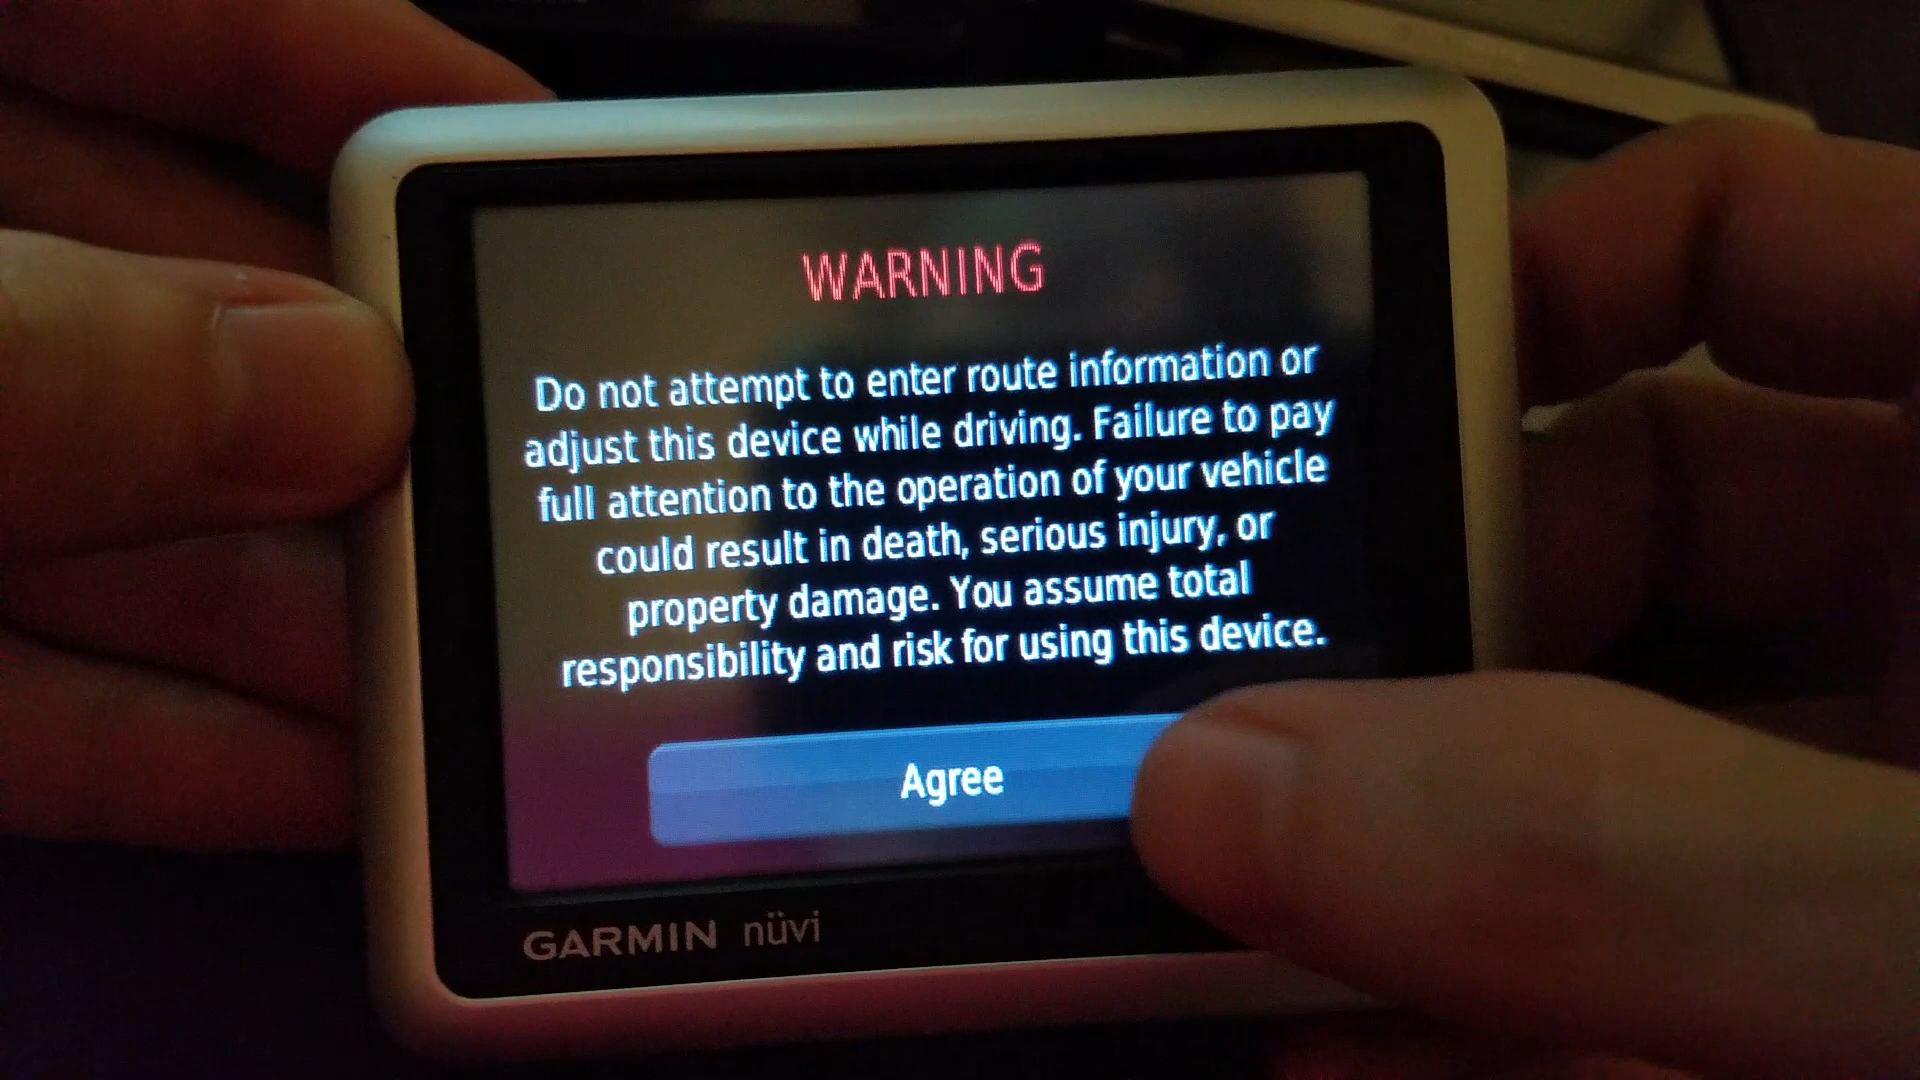 WARNING
Do not attempt to enter route information or
adjust this device while driving. Failure to pay
full attention to the operation of your vehicle
could result in death, serious injury, or
property damage. You assume total
responsibility and risk for using this device.
Agree
GARMIN nüvi